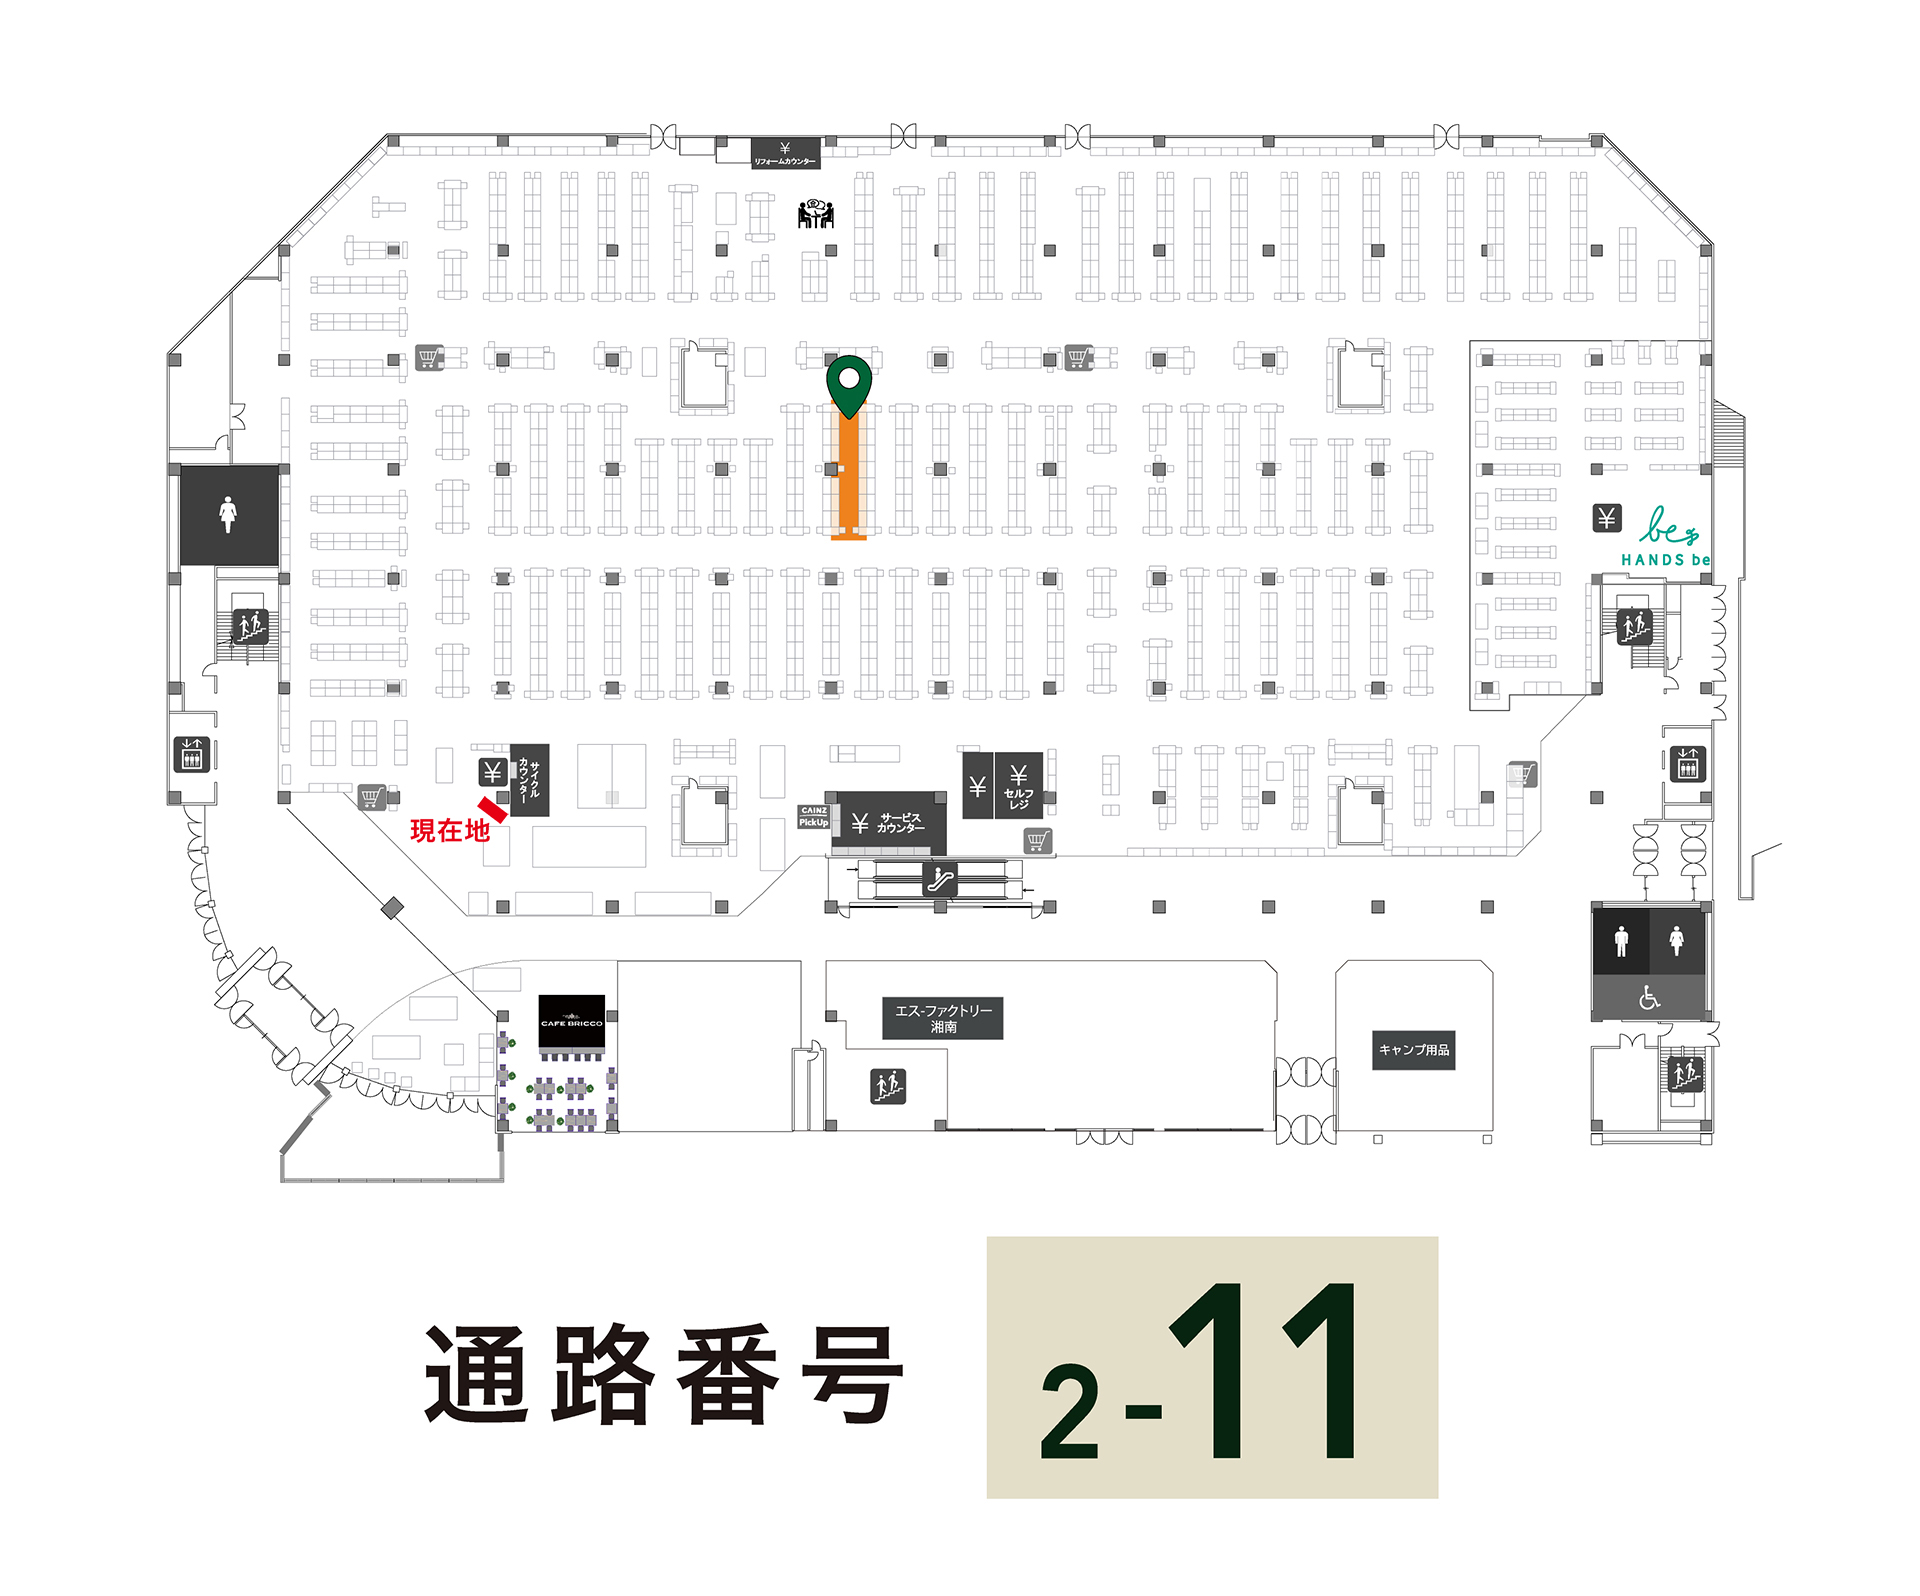 ¥
リフォームカウンター
¥
be
HANDS be
¥
サイクル
カウンター
現在地
CAINZ
PickUp
¥
サービス
カウンター
¥
¥
セルフ
レジ
CAFE BRICCO
エス-ファクトリー
湘南
キャンプ用品
通路番号
2-11